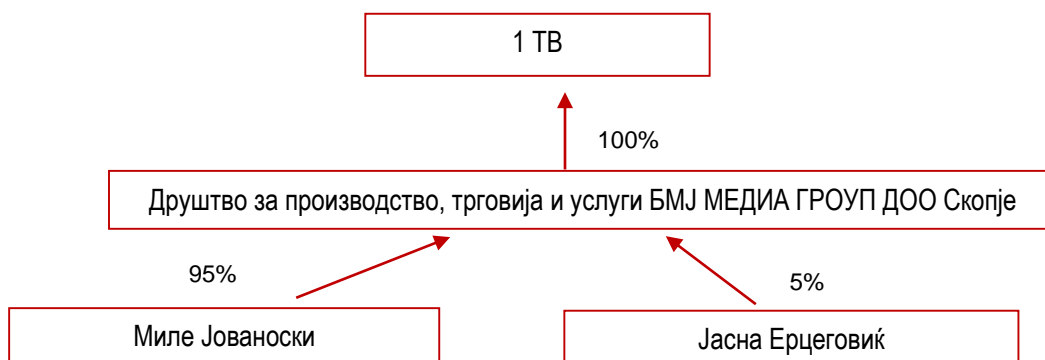 1 ТВ
100%
Друштво за производство, трговија и услуги БМЈ МЕДИА ГРОУП ДОО Скопје
95%
5%
Миле Јованоски
Јасна Ерцеговиќ